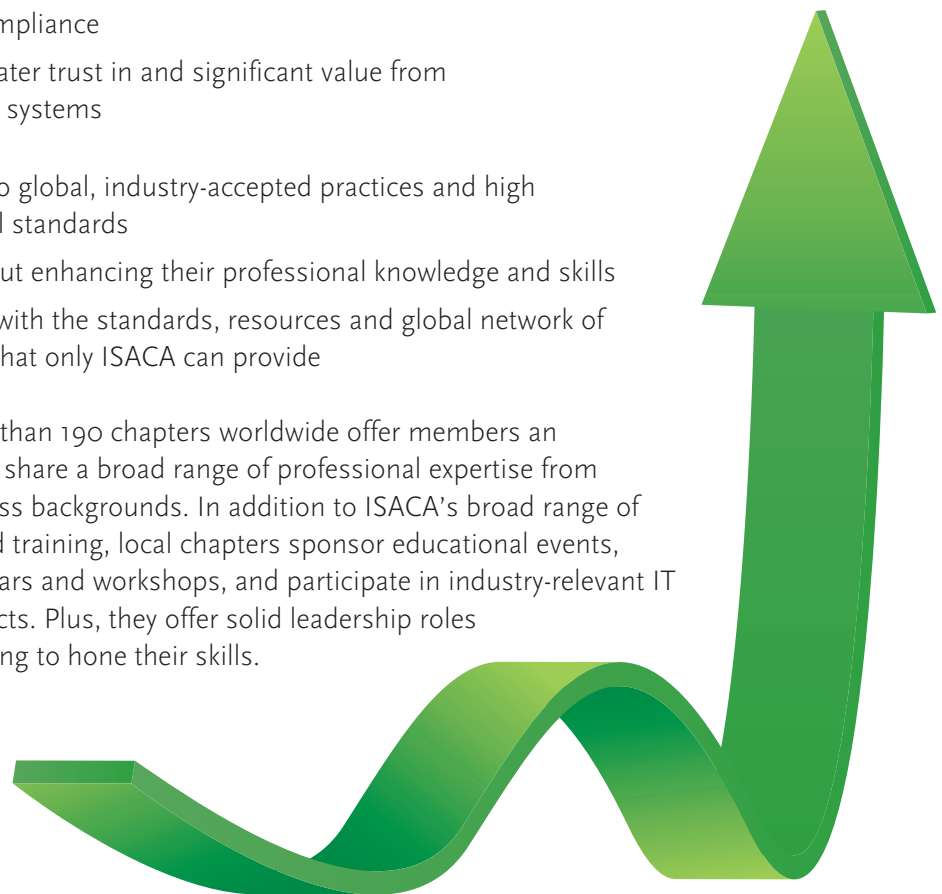 mpliance
ater trust in and significant value from
systems
o global, industry-accepted practices and high
l standards
ut enhancing their professional knowledge and skills
with the standards, resources and global network of
hat only ISACA can provide
than 190 chapters worldwide offer members an
share a broad range of professional expertise from
ss backgrounds. In addition to ISACA’s broad range of
d training, local chapters sponsor educational events,
ars and workshops, and participate in industry-relevant IT
cts. Plus, they offer solid leadership roles
ng to hone their skills.